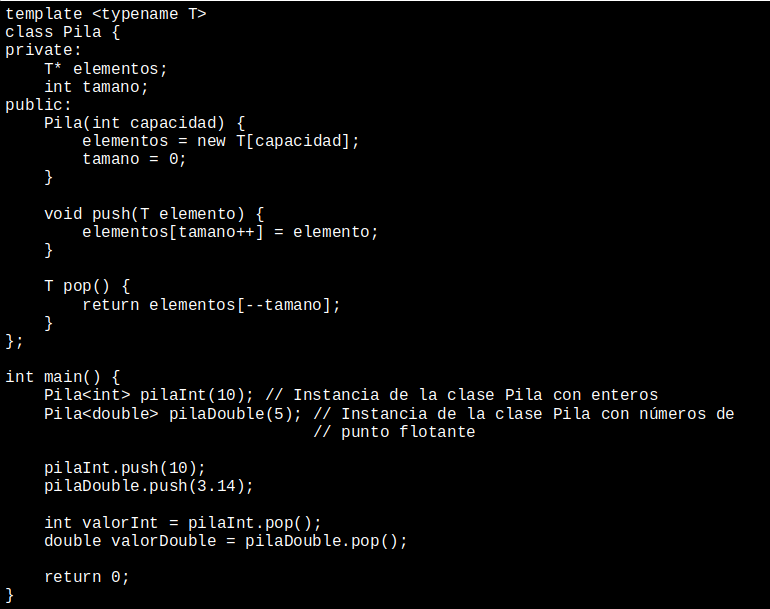 template <typename T>
class Pila {
private:
    T* elementos;
    int tamano;
public:
    Pila(int capacidad) {
        elementos = new T[capacidad];
        tamano = 0;
    }

    void push(T elemento) {
        elementos[tamano++] = elemento;
    }

    T pop() {
        return elementos[--tamano];
    }
};

int main() {
    Pila<int> pilaInt(10); // Instancia de la clase Pila con enteros
    Pila<double> pilaDouble(5); // Instancia de la clase Pila con números de
                                // punto flotante

    pilaInt.push(10);
    pilaDouble.push(3.14);

    int valorInt = pilaInt.pop();
    double valorDouble = pilaDouble.pop();

    return 0;
}